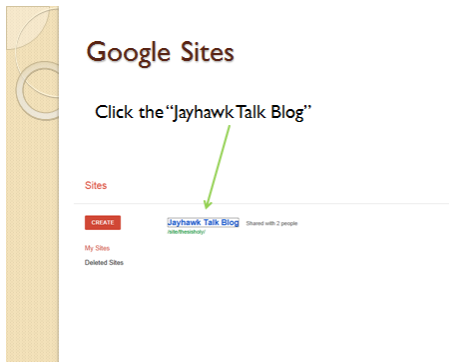 Google Sites
Click the “Jayhawk Talk Blog”
Sites
CREATE
Jayhawk Talk Blog Shared with 2 people
My Sites
Deleted Sites